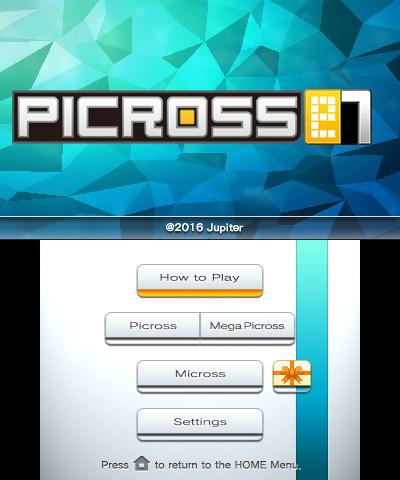 PICROSS e7
@2016 Jupiter
How to Play
Picross Mega Picross
Micross
Settings
Press to return to the HOME Menu.